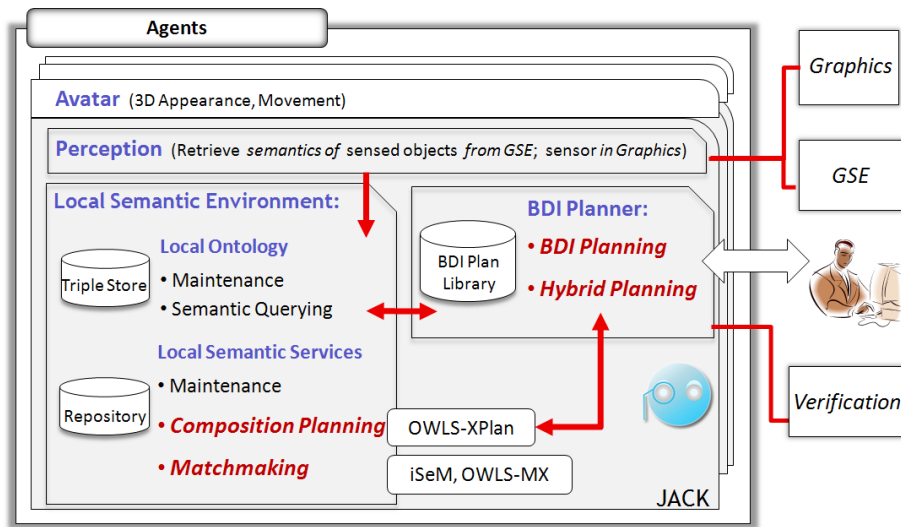 Agents
Avatar (3D Appearance, Movement)
Perception (Retrieve semantics of sensed objects from GSE; sensor in Graphics)
Local Semantic Environment:
Local Ontology
Triple Store
• Maintenance
• Semantic Querying
Local Semantic Services
Repository
• Maintenance
• Composition Planning
• Matchmaking
BDI Planner:
BDI Plan
Library
• BDI Planning
• Hybrid Planning
OWLS-XPlan
iSeM, OWLS-MX
JACK
Graphics
GSE
Verification